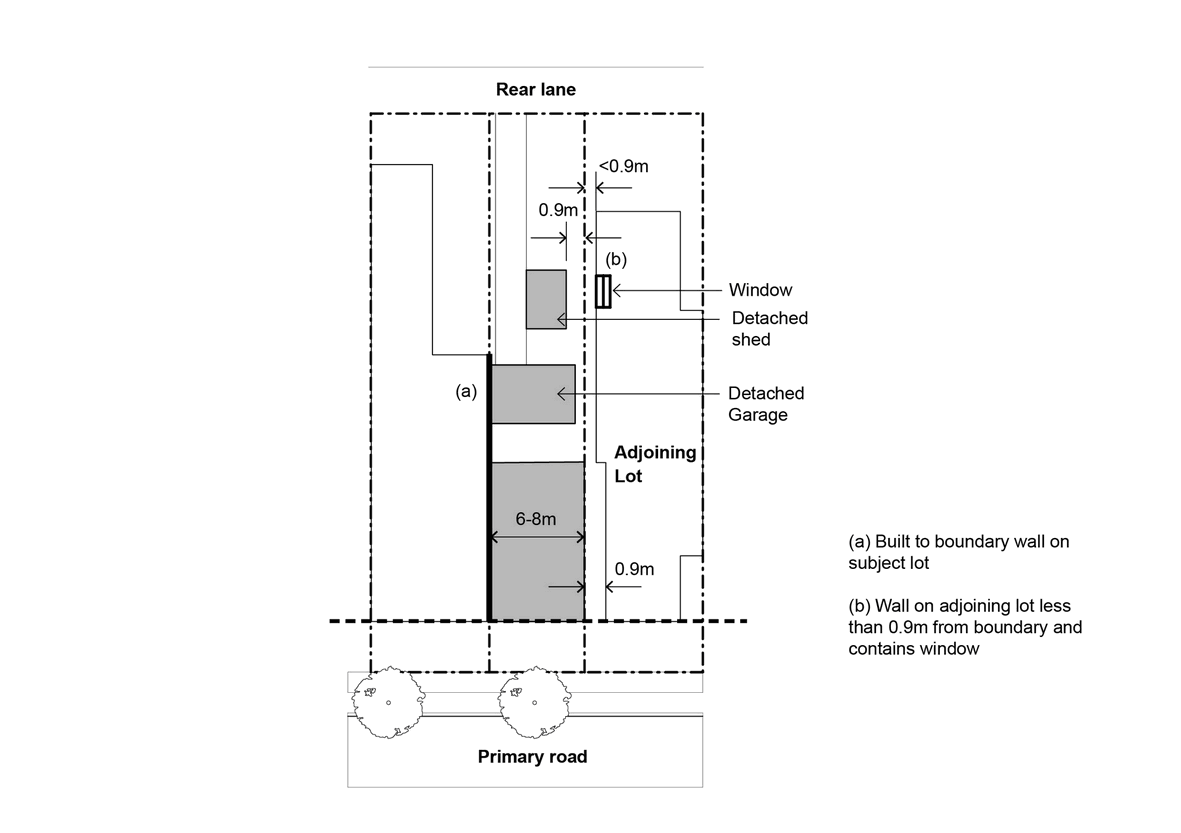 Rear lane
<0.9m
0.9m
(b)
Window
Detached
shed
(a)
Detached
Garage
Adjoining
Lot
6-8m
0.9m
(a) Built to boundary wall on
subject lot
(b) Wall on adjoining lot less
than 0.9m from boundary and
contains window
Primary road